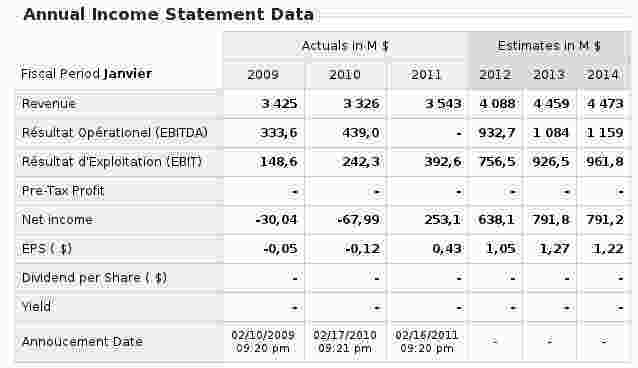 Annual Income Statement Data
Actuals in M $ Estimates in M $
Fiscal Period Janvier 2009 2010 2011 2012 2013 2014
Revenue 3 425 3 326 3 543 4 088 4 459 4 473
Résultat Opérationel (EBITDA) 333,6 439,0 - 932,7 1 084 1 159
Résultat d'Exploitation (EBIT) 148,6 242,3 392,6 756,5 926,5 961,8
Pre-Tax Profit - - - - - -
Net income -30,04 -67,99 253,1 638,1 791,8 791,2
EPS ( $) -0,05 -0,12 0,43 1,05 1,27 1,22
Dividend per Share ( $) - - - - - -
Yield - - - - - -
Annoucement Date 02/10/2009 09:20 pm 02/17/2010 09:21 pm 02/16/2011 09:20 pm - - -